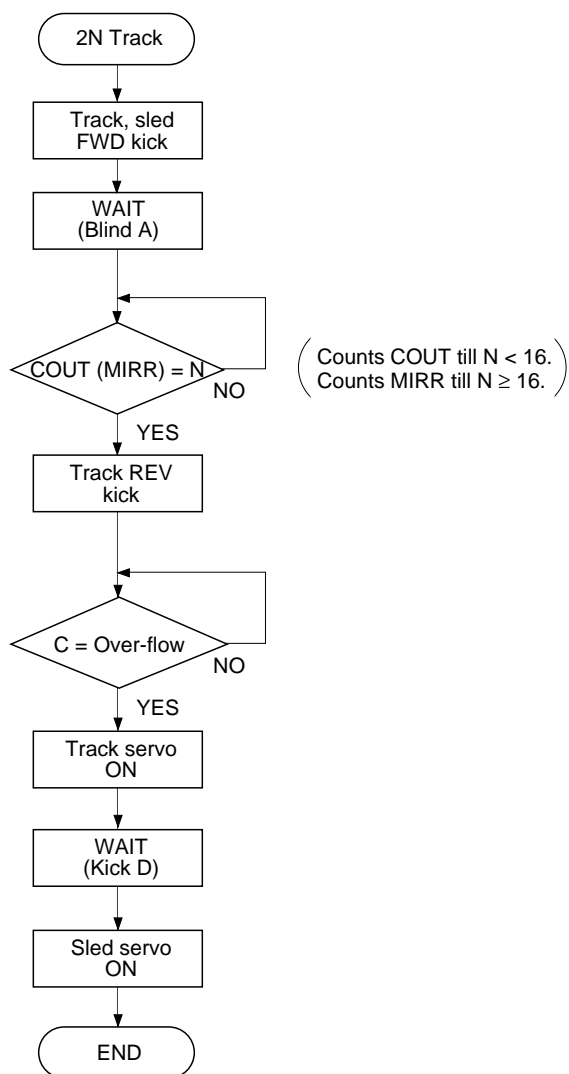 2N Track
Track, sled
FWD kick
WAIT
(Blind A)
COUT (MIRR) = N
NO
Counts COUT till N < 16.
Counts MIRR till N ≥ 16.
YES
Track REV
kick
C = Over-flow
NO
YES
Track servo
ON
WAIT
(Kick D)
Sled servo
ON
END